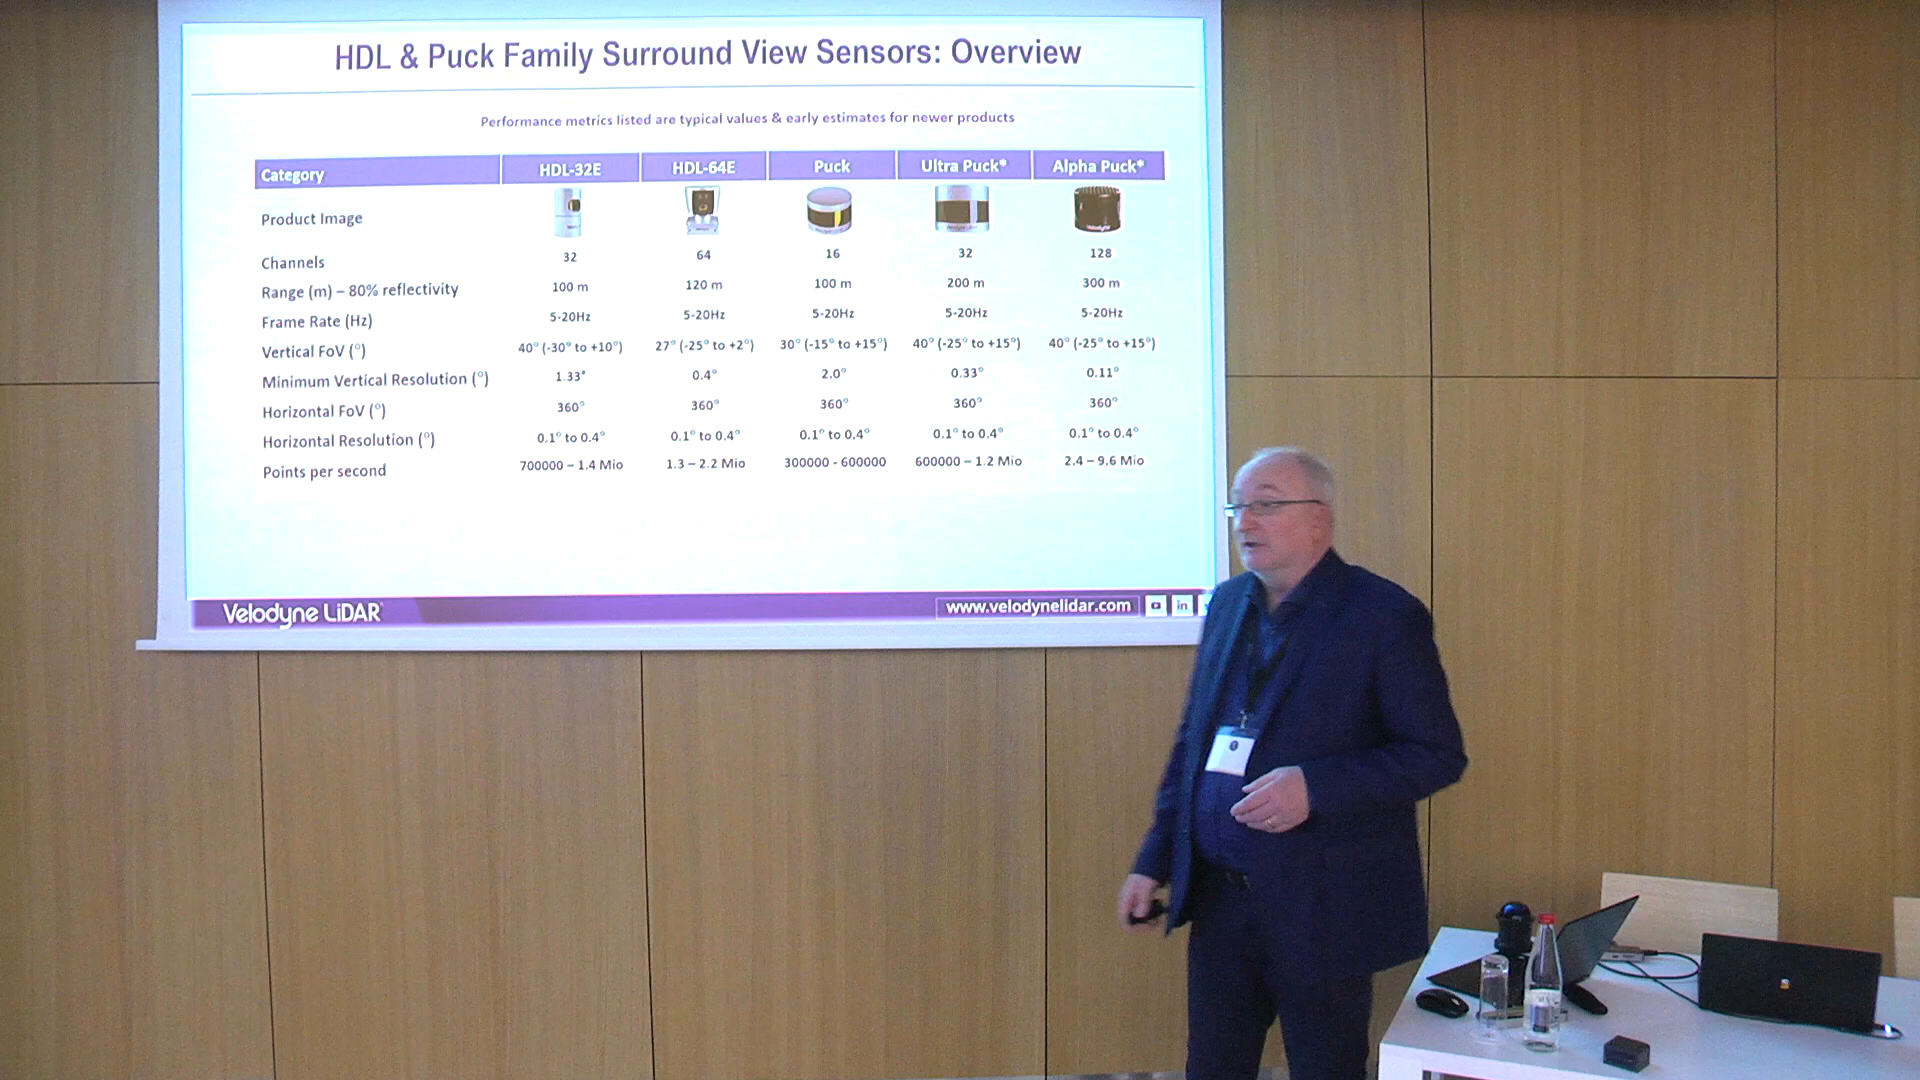 HDL & Puck Family Surround View Sensors: Overview
Performance metrics listed are typical values & early estimates for newer products
Category HDL-32E HDL-64E Puck Ultra Puck* Alpha Puck*
Product Image
Channels 32 64 16 32 128
Range (m) – 80% reflectivity 100 m 120 m 100 m 200 m 300 m
Frame Rate (Hz) 5-20Hz 5-20Hz 5-20Hz 5-20Hz 5-20Hz
Vertical FoV (°) 40° (-30° to +10°) 27° (-25° to +2°) 30° (-15° to +15°) 40° (-25° to +15°) 40° (-25° to +15°)
Minimum Vertical Resolution (°) 1.33° 0.4° 2.0° 0.33° 0.11°
Horizontal FoV (°) 360° 360° 360° 360° 360°
Horizontal Resolution (°) 0.1° to 0.4° 0.1° to 0.4° 0.1° to 0.4° 0.1° to 0.4° 0.1° to 0.4°
Points per second 700000 – 1.4 Mio 1.3 – 2.2 Mio 300000 - 600000 600000 – 1.2 Mio 2.4 – 9.6 Mio
Velodyne LiDAR
www.velodynelidar.com
in